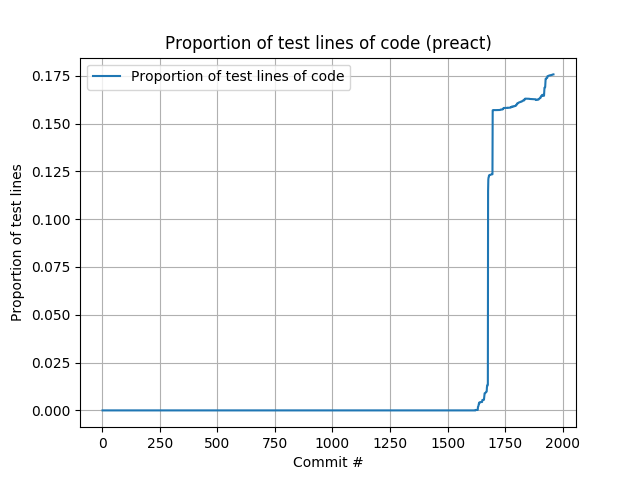 Proportion of test lines of code (preact)
Proportion of test lines of code
Proportion of test lines
0.175
0.150
0.125
0.100
0.075
0.050
0.025
0.000
0 250 500 750 1000 1250 1500 1750 2000
Commit #